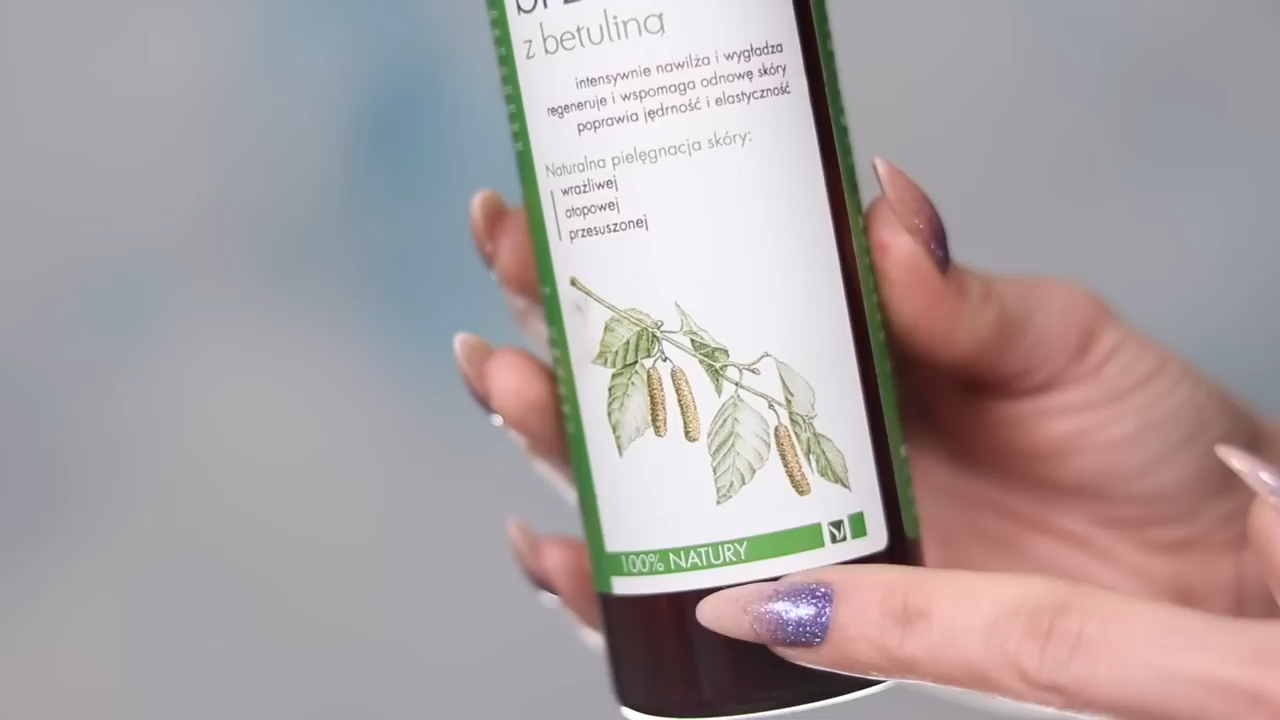 z betuliną
intensywnie nawilża i wygładza
regeneruje i wspomaga odnowę skóry
poprawia jędrność i elastyczność
Naturalna pielęgnacja skóry:
wrażliwej
atopowej
przesuszonej
100% NATURY